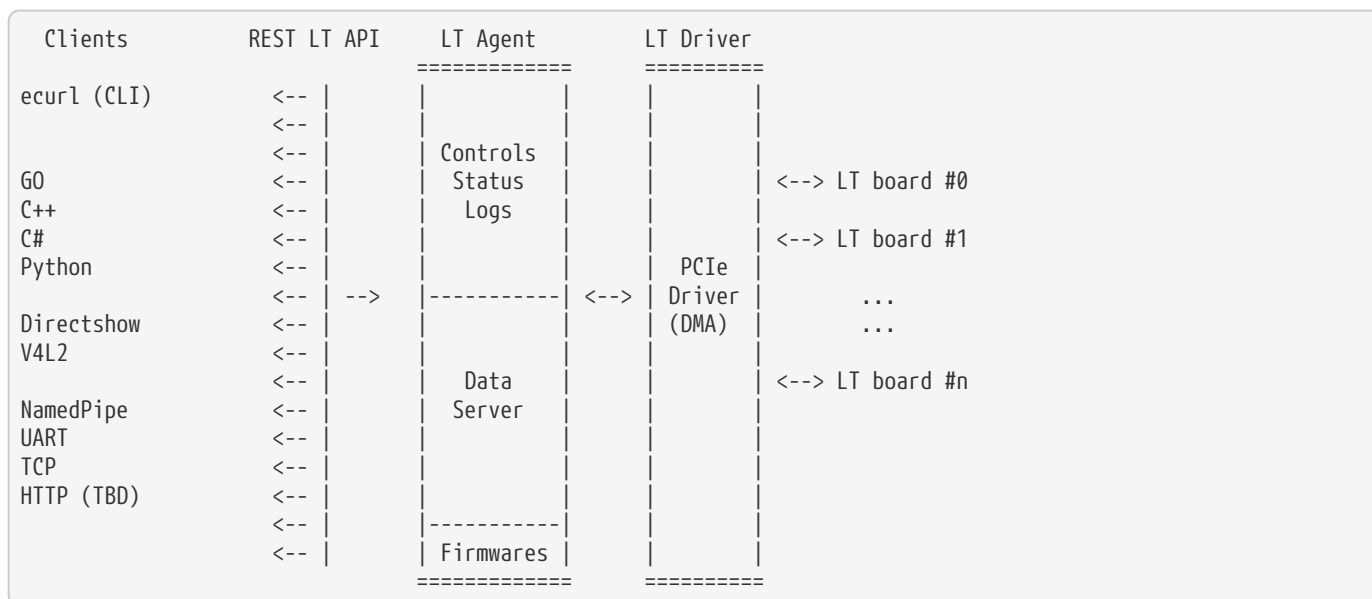 Clients            REST LT API     LT Agent         LT Driver
                                   =============      ==========
ecurl (CLI)            <-- |       |           |      |        |
                       <-- |       |           |      |        |
                       <-- |       | Controls  |      |        |
GO                     <-- |       |  Status   |      |        | <--> LT board #0
C++                    <-- |       |   Logs    |      |        |
C#                     <-- |       |           |      |        | <--> LT board #1
Python                 <-- |       |           |      |  PCIe  |
                       <-- | -->   |-----------| <--> | Driver |        ...
Directshow             <-- |       |           |      | (DMA)  |        ...
V4L2                   <-- |       |           |      |        |
                       <-- |       |   Data    |      |        | <--> LT board #n
NamedPipe              <-- |       |  Server   |      |        |
UART                   <-- |       |           |      |        |
TCP                    <-- |       |           |      |        |
HTTP (TBD)             <-- |       |           |      |        |
                       <-- |       |-----------|      |        |
                       <-- |       | Firmwares |      |        |
                                   =============      ==========